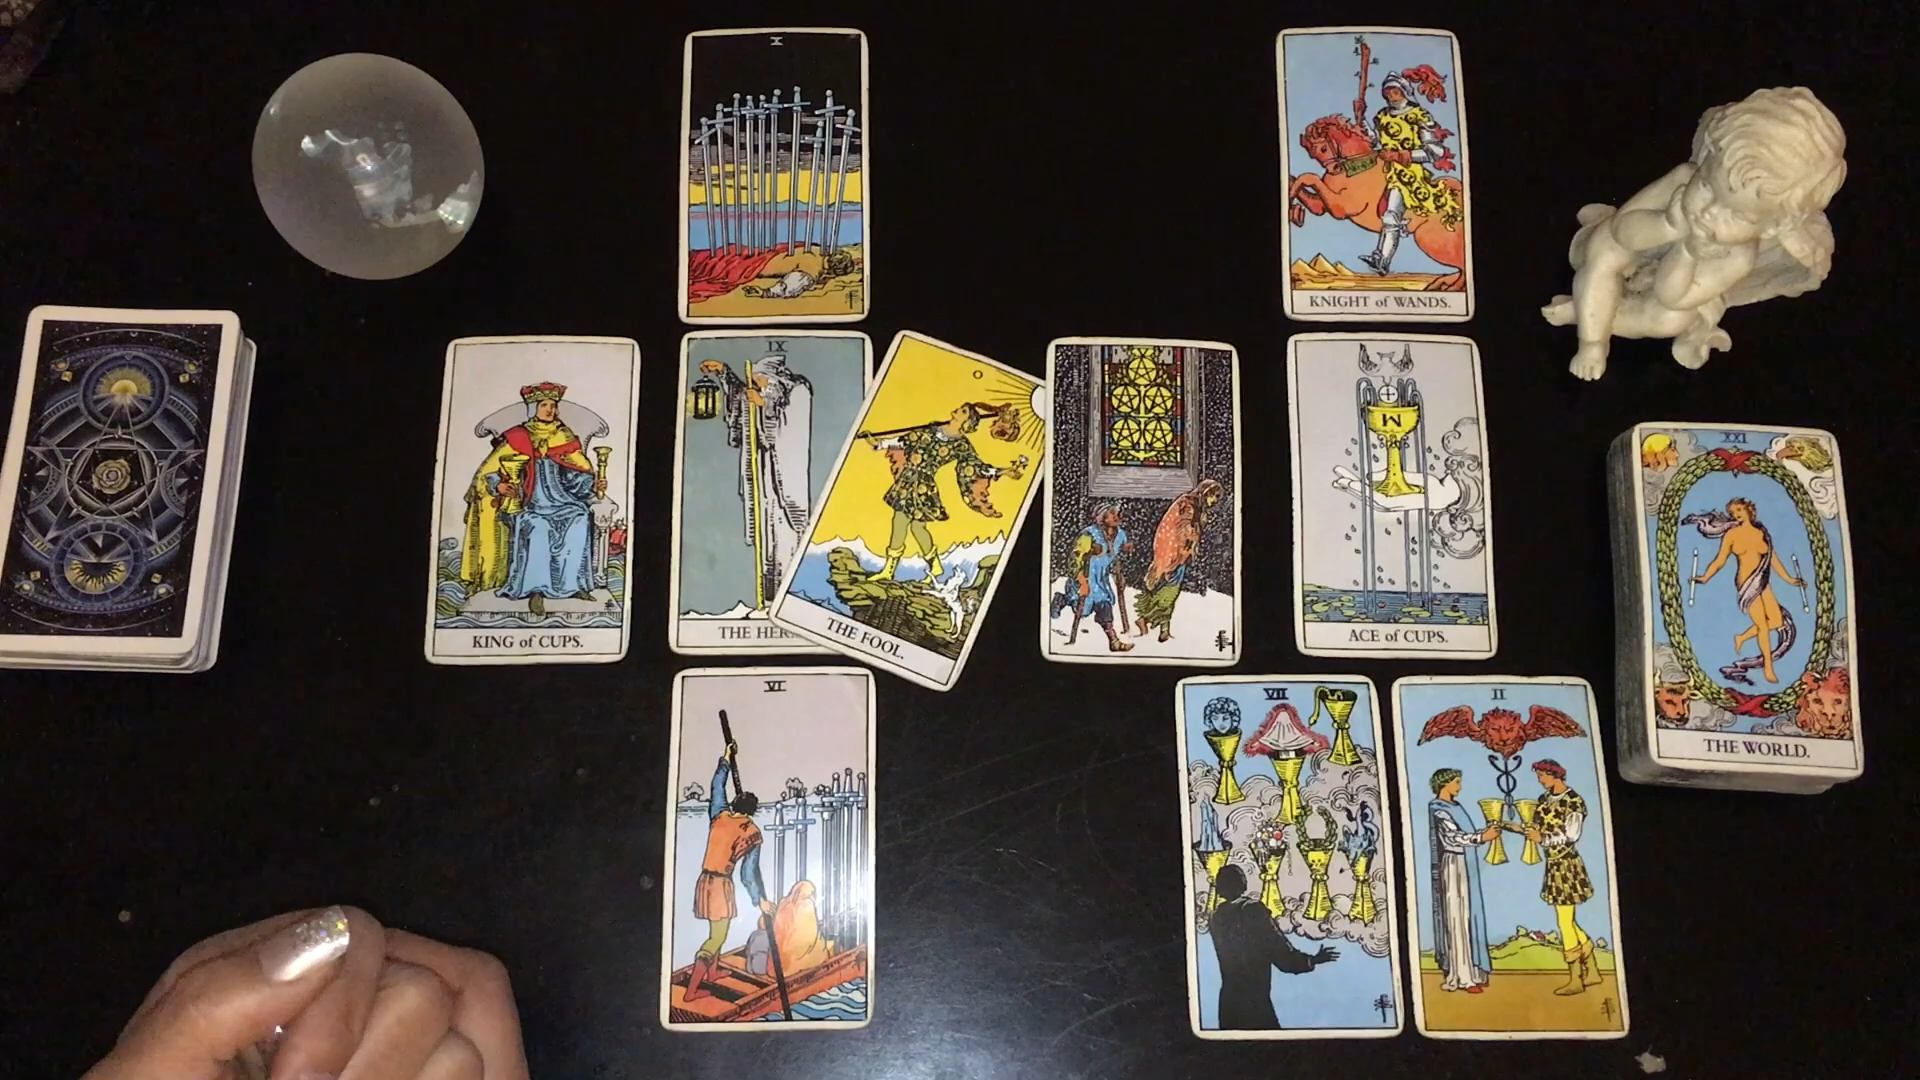 X
KNIGHT of WANDS.
KING of CUPS.
IX
THE HER
0
THE FOOL.
M
ACE of CUPS.
XXI
THE WORLD.
VI
VII
II